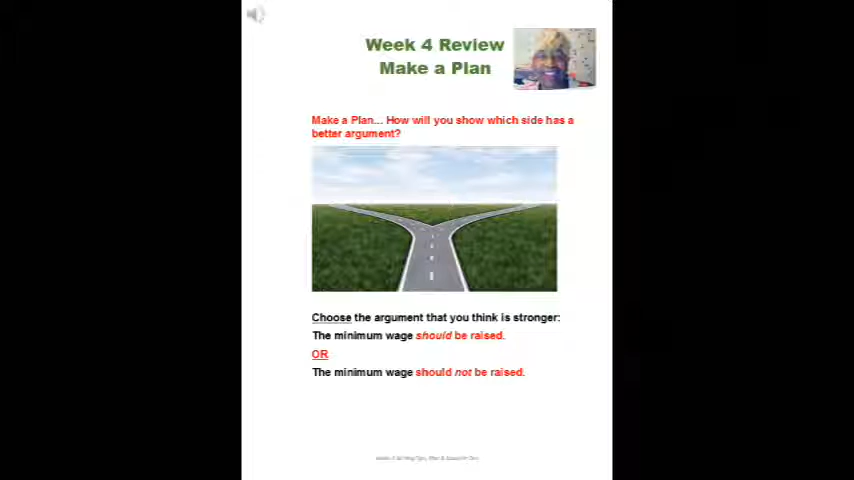 Week 4 Review
Make a Plan
Make a Plan... How will you show which side has a
better argument?
Choose the argument that you think is stronger:
The minimum wage should be raised.
OR
The minimum wage should not be raised.